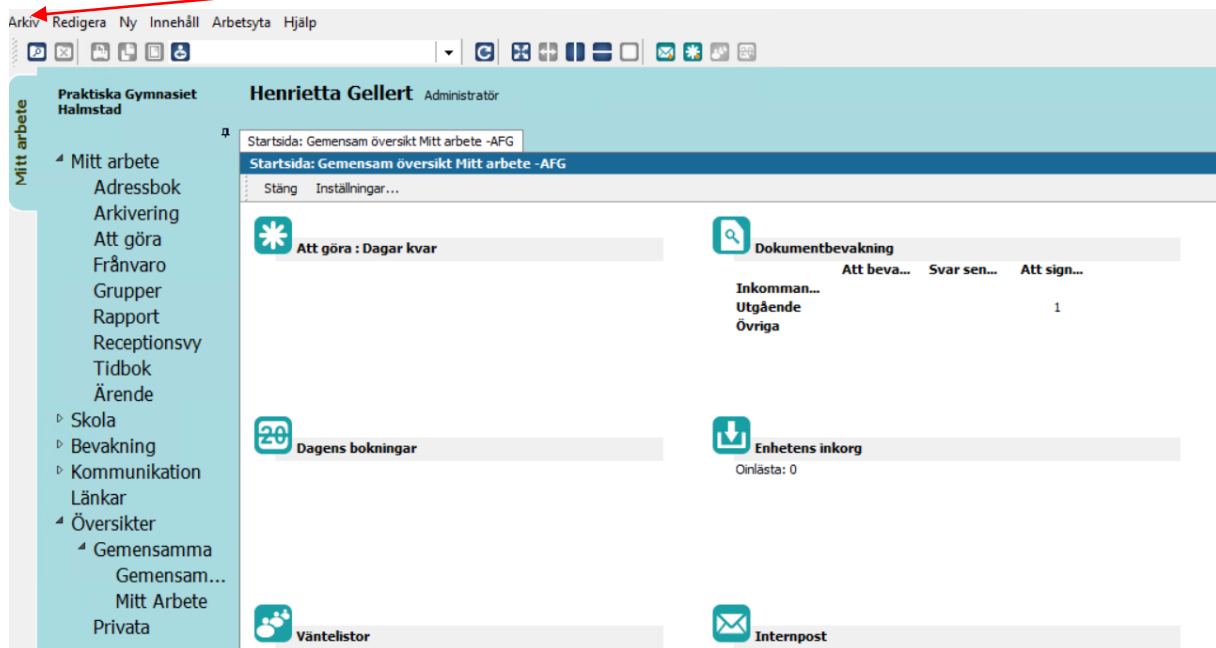 Arkiv Redigera Ny Innehåll Arbetsyta Hjälp
Mitt arbete
Praktiska Gymnasiet
Halmstad
Henrietta Gellert Administratör
Startsida: Gemensam översikt Mitt arbete -AFG
Startsida: Gemensam översikt Mitt arbete -AFG
Stäng Inställningar...
Mitt arbete
Adressbok
Arkivering
Att göra
Frånvaro
Grupper
Rapport
Receptionsvy
Tidbok
Ärende
Skola
Bevakning
Kommunikation
Länkar
Översikter
Gemensamma
Gemensam...
Mitt Arbete
Privata
Att göra : Dagar kvar
Dokumentbevakning
Att beva... Svar sen... Att sign...
Inkomman...
Utgående 1
Övriga
20
Dagens bokningar
Enhetens inkorg
Oinlästa: 0
Väntelistor
Internpost